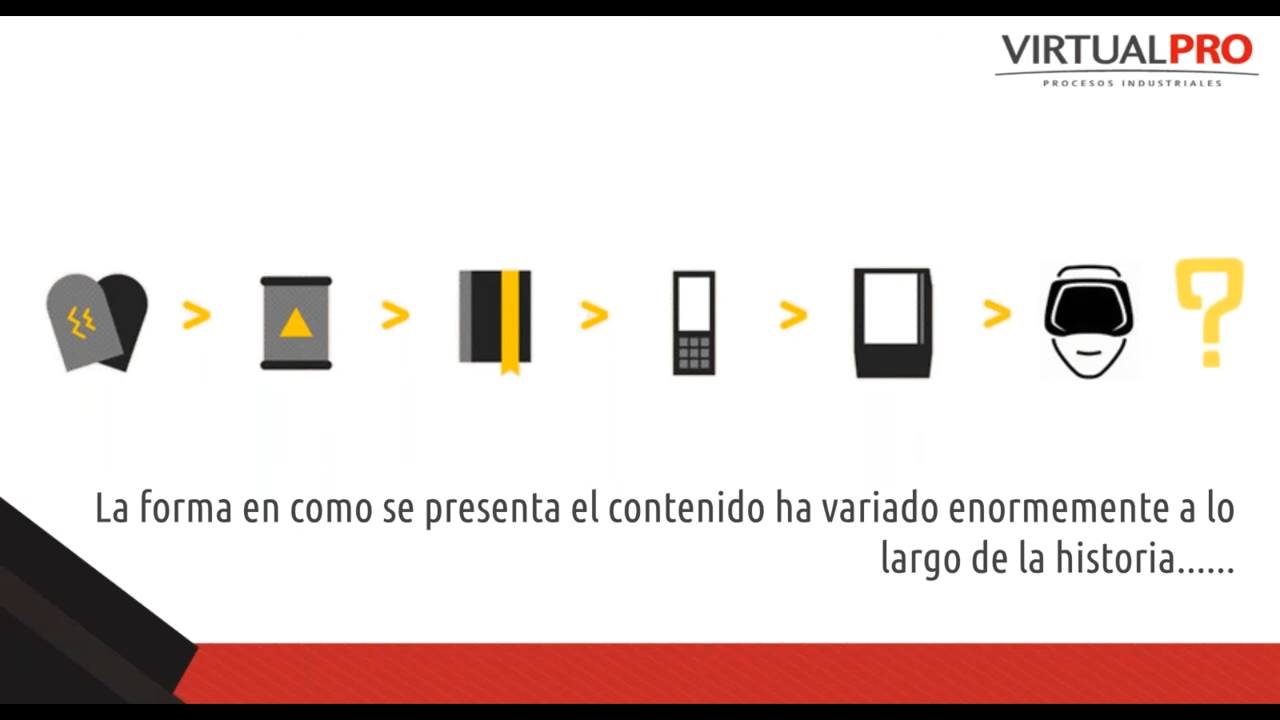 VIRTUALPRO
PROCESOS INDUSTRIALES
> > > > > ?
La forma en como se presenta el contenido ha variado enormemente a lo
largo de la historia......